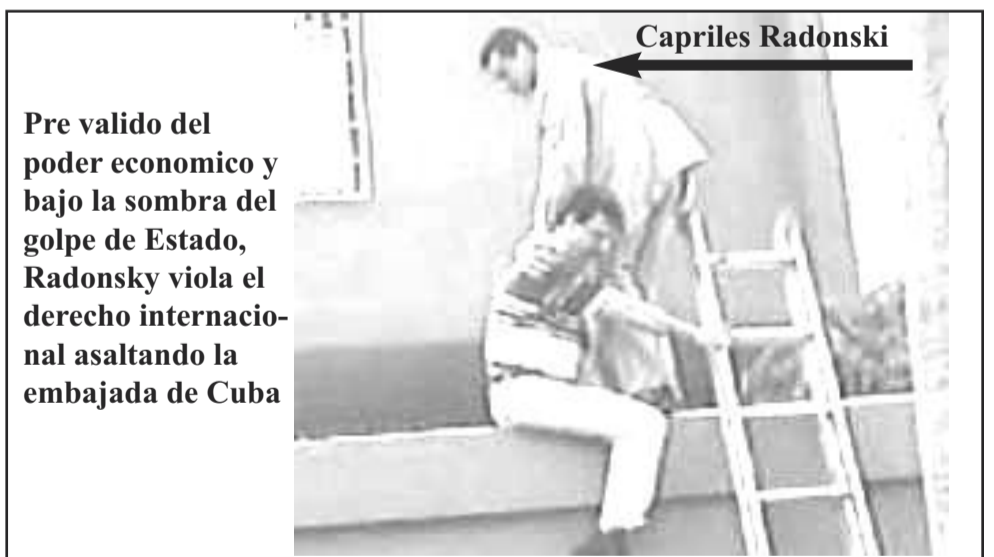 Capriles Radonski
Pre valido del
poder economico y
bajo la sombra del
golpe de Estado,
Radonsky viola el
derecho internacio-
nal asaltando la
embajada de Cuba